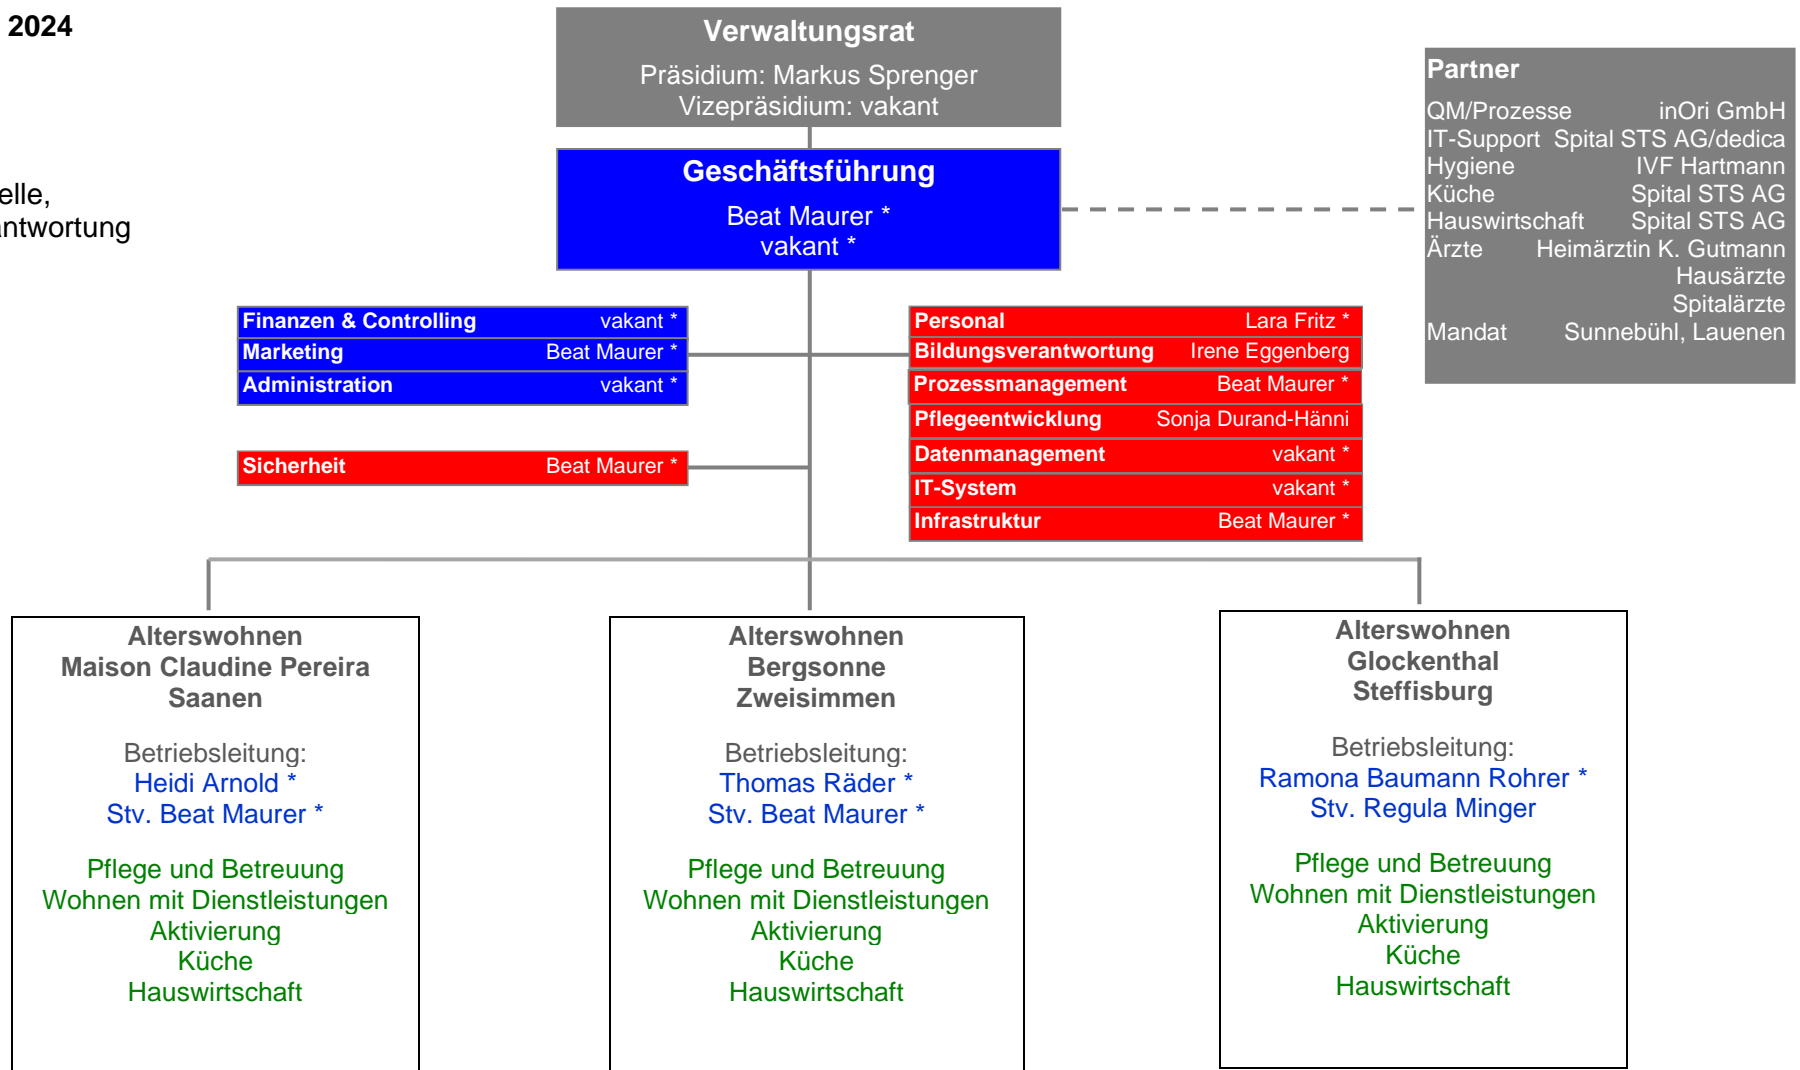 2024
elle,
antwortung
Verwaltungsrat
Präsidium: Markus Sprenger
Vizepräsidium: vakant
Geschäftsführung
Beat Maurer *
vakant *
Partner
QM/Prozesse inOri GmbH
IT-Support Spital STS AG/dedica
Hygiene IVF Hartmann
Küche Spital STS AG
Hauswirtschaft Spital STS AG
Ärzte Heimärztin K. Gutmann
Hausärzte
Spitalärzte
Mandat Sunnebühl, Lauenen
Finanzen & Controlling vakant *
Marketing Beat Maurer *
Administration vakant *
Sicherheit Beat Maurer *
Personal Lara Fritz *
Bildungsverantwortung Irene Eggenberg
Prozessmanagement Beat Maurer *
Pflegeentwicklung Sonja Durand-Hänni
Datenmanagement vakant *
IT-System vakant *
Infrastruktur Beat Maurer *
Alterswohnen
Maison Claudine Pereira
Saanen
Betriebsleitung:
Heidi Arnold *
Stv. Beat Maurer *
Pflege und Betreuung
Wohnen mit Dienstleistungen
Aktivierung
Küche
Hauswirtschaft
Alterswohnen
Bergsonne
Zweisimmen
Betriebsleitung:
Thomas Räder *
Stv. Beat Maurer *
Pflege und Betreuung
Wohnen mit Dienstleistungen
Aktivierung
Küche
Hauswirtschaft
Alterswohnen
Glockenthal
Steffisburg
Betriebsleitung:
Ramona Baumann Rohrer *
Stv. Regula Minger
Pflege und Betreuung
Wohnen mit Dienstleistungen
Aktivierung
Küche
Hauswirtschaft